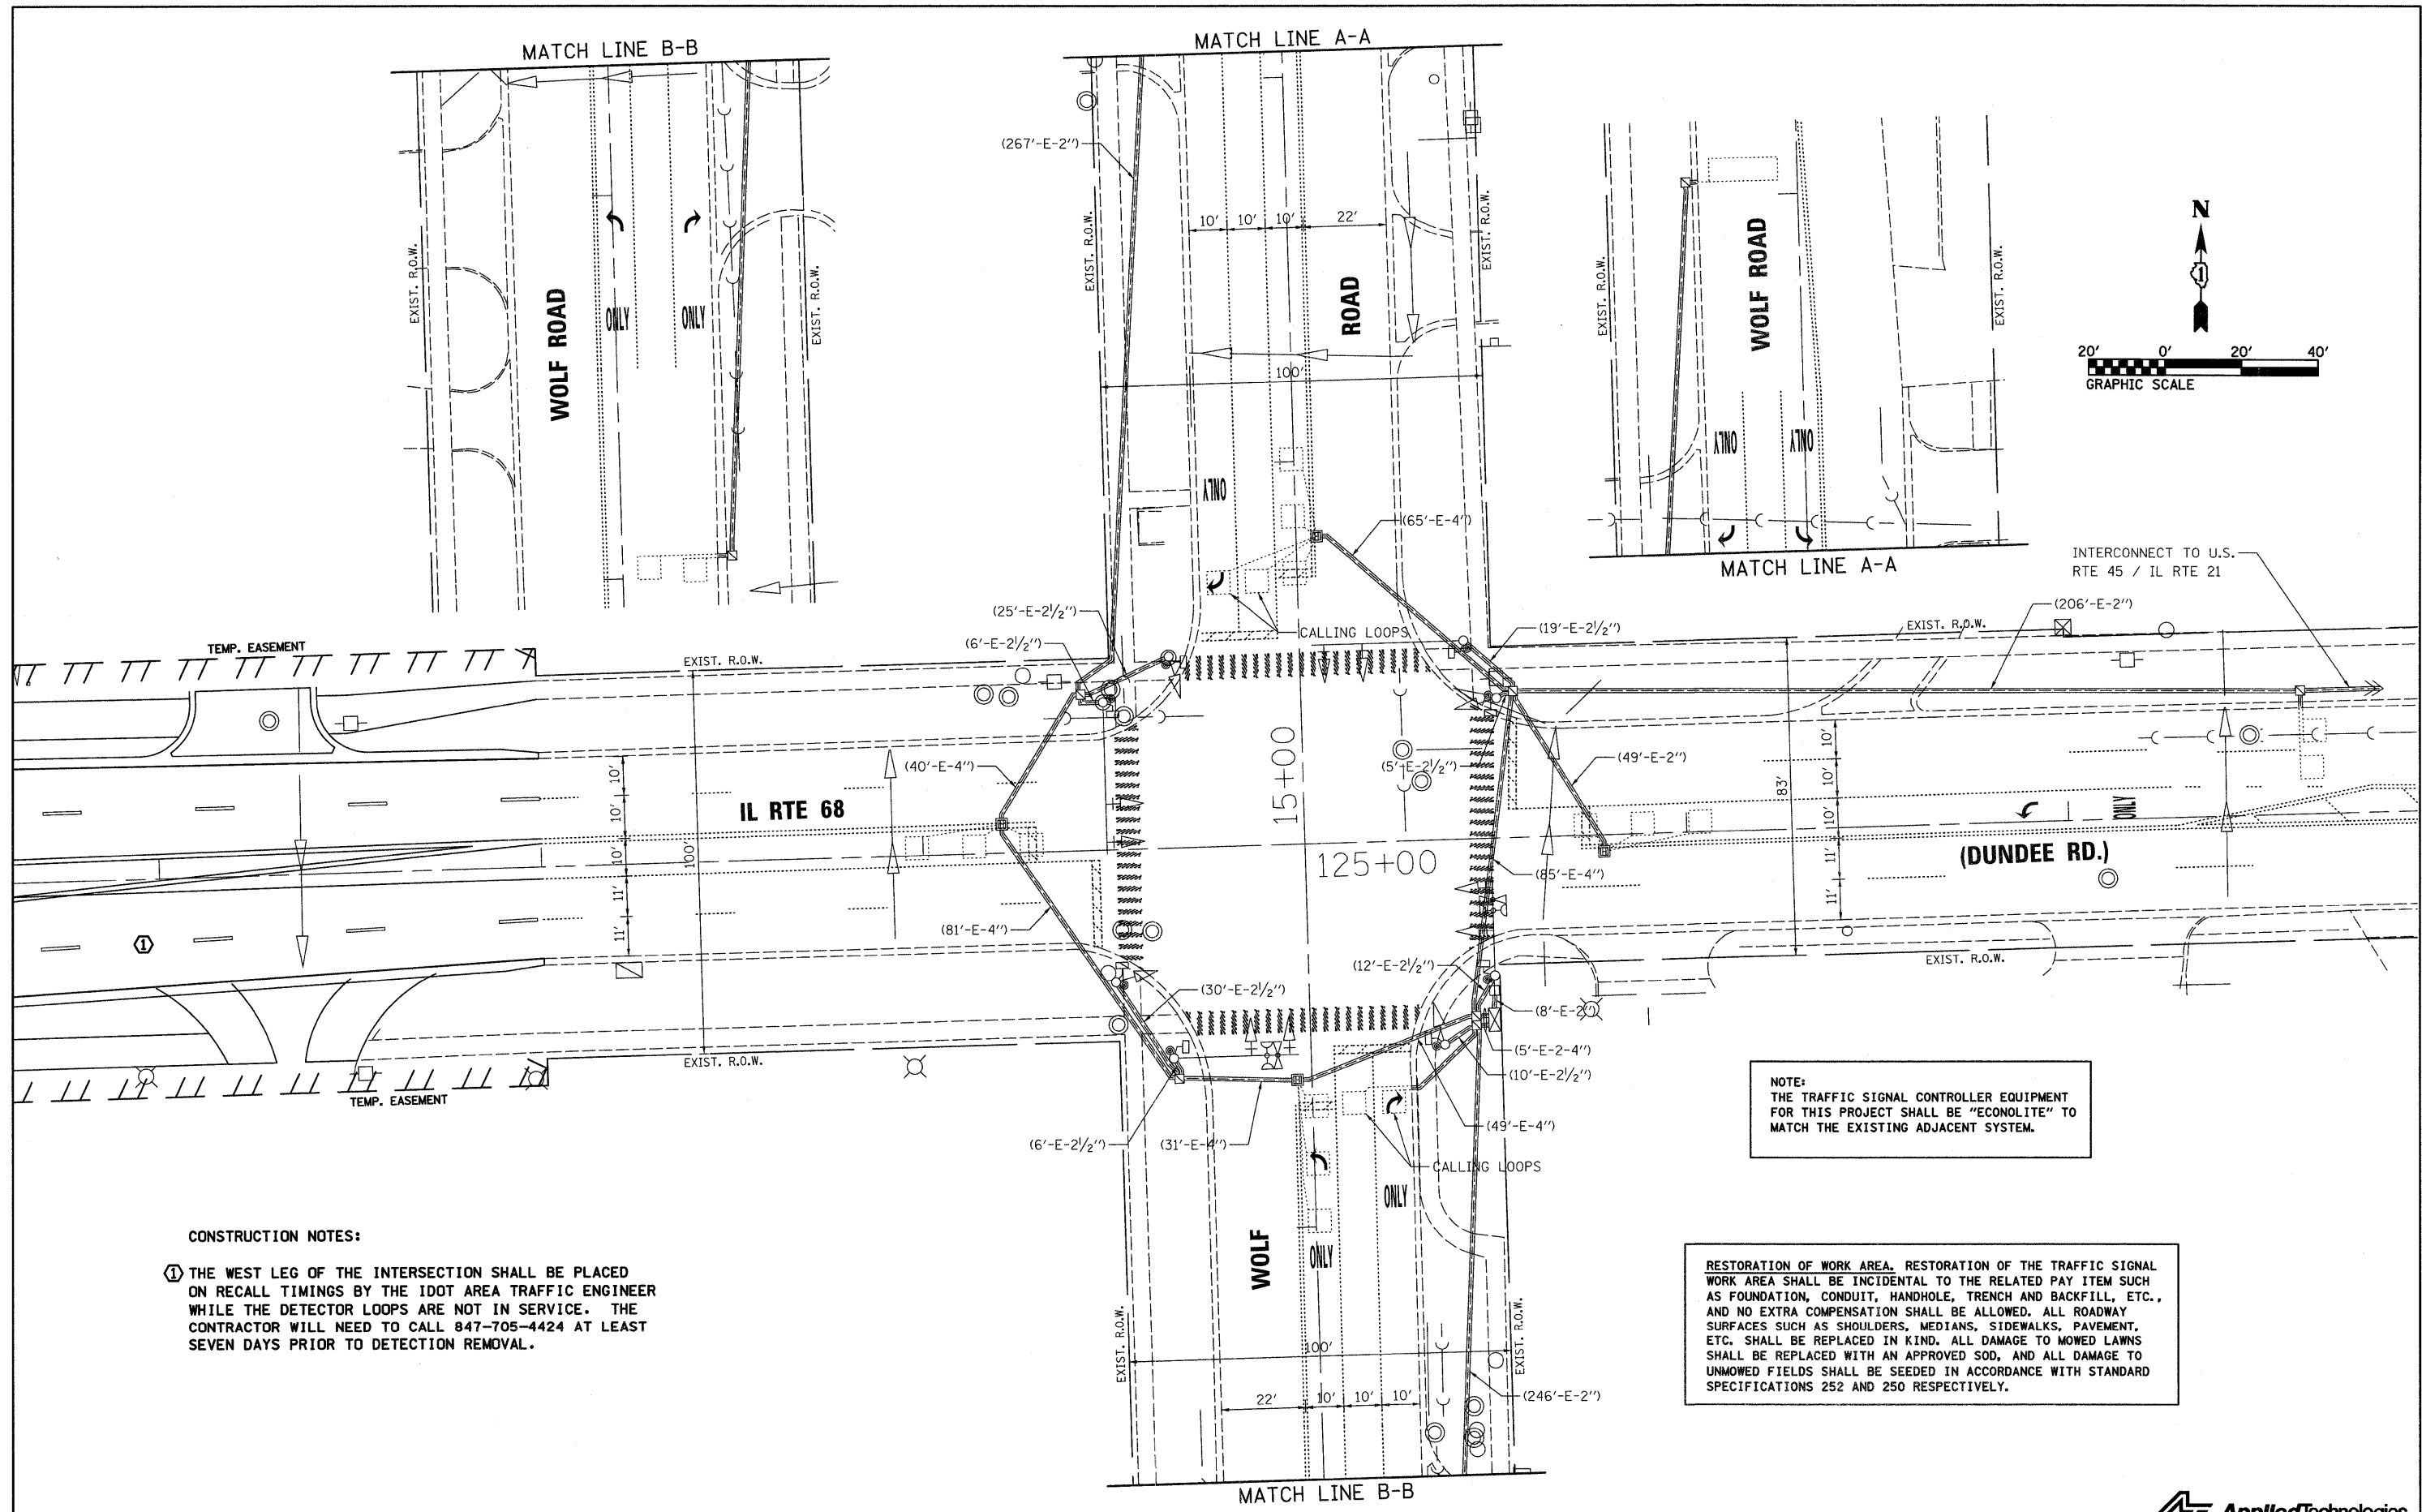 MATCH LINE B-B
EXIST. R.O.W.
WOLF ROAD
ONLY
ONLY
EXIST. R.O.W.
MATCH LINE A-A
(267'-E-2")
EXIST. R.O.W.
10' 10' 10' 22'
ROAD
EXIST. R.O.W.
100'
ONLY
(65'-E-4")
(25'-E-2½")
(6'-E-2½")
CALLING LOOPS
(19'-E-2½")
EXIST. R.O.W.
WOLF ROAD
EXIST. R.O.W.
ONLY
ONLY
MATCH LINE A-A
N
1
20' 0' 20' 40'
GRAPHIC SCALE
INTERCONNECT TO U.S.
RTE 45 / IL RTE 21
(206'-E-2")
EXIST. R.O.W.
TEMP. EASEMENT
EXIST. R.O.W.
(40'-E-4")
IL RTE 68
10'
10'
10'
11'
11'
100'
15+00
125+00
(5'-E-2½")
(49'-E-2")
83'
10'
10'
10'
11'
11'
ONLY
(DUNDEE RD.)
(85'-E-4")
(81'-E-4")
1
(12'-E-2½")
EXIST. R.O.W.
(30'-E-2½")
(8'-E-2")
EXIST. R.O.W.
TEMP. EASEMENT
(5'-E-2-4")
(10'-E-2½")
(49'-E-4")
(6'-E-2½")
(31'-E-4")
CALLING LOOPS
NOTE:
THE TRAFFIC SIGNAL CONTROLLER EQUIPMENT
FOR THIS PROJECT SHALL BE "ECONOLITE" TO
MATCH THE EXISTING ADJACENT SYSTEM.
WOLF
ONLY
ONLY
EXIST. R.O.W.
EXIST. R.O.W.
100'
22' 10' 10' 10'
(246'-E-2")
MATCH LINE B-B
CONSTRUCTION NOTES:
1 THE WEST LEG OF THE INTERSECTION SHALL BE PLACED
ON RECALL TIMINGS BY THE IDOT AREA TRAFFIC ENGINEER
WHILE THE DETECTOR LOOPS ARE NOT IN SERVICE. THE
CONTRACTOR WILL NEED TO CALL 847-705-4424 AT LEAST
SEVEN DAYS PRIOR TO DETECTION REMOVAL.
RESTORATION OF WORK AREA. RESTORATION OF THE TRAFFIC SIGNAL
WORK AREA SHALL BE INCIDENTAL TO THE RELATED PAY ITEM SUCH
AS FOUNDATION, CONDUIT, HANDHOLE, TRENCH AND BACKFILL, ETC.,
AND NO EXTRA COMPENSATION SHALL BE ALLOWED. ALL ROADWAY
SURFACES SUCH AS SHOULDERS, MEDIANS, SIDEWALKS, PAVEMENT,
ETC. SHALL BE REPLACED IN KIND. ALL DAMAGE TO MOWED LAWNS
SHALL BE REPLACED WITH AN APPROVED SOD, AND ALL DAMAGE TO
UNMOWED FIELDS SHALL BE SEEDED IN ACCORDANCE WITH STANDARD
SPECIFICATIONS 252 AND 250 RESPECTIVELY.
Applied Technologies